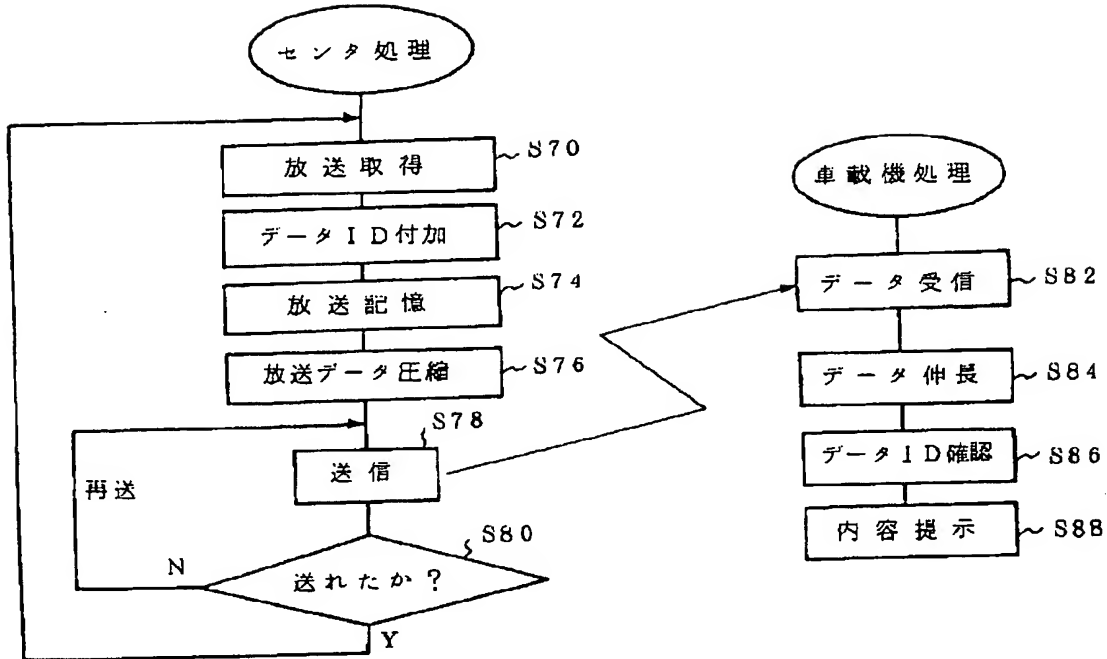 センタ処理
放送取得
S70
データID付加
S72
放送記憶
S74
放送データ圧縮
S76
S78
送信
再送
S80
送れたか?
N
Y
車載機処理
データ受信
S82
データ伸長
S84
データID確認
S86
内容提示
S88